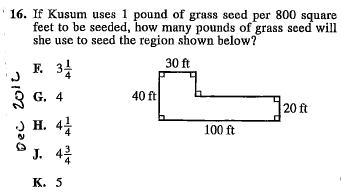 16. If Kusum uses 1 pound of grass seed per 800 square
feet to be seeded, how many pounds of grass seed will
she use to seed the region shown below?
F. 3 1/4
G. 4
H. 4 1/4
J. 4 3/4
K. 5
30 ft
40 ft
20 ft
100 ft
Dec 2012